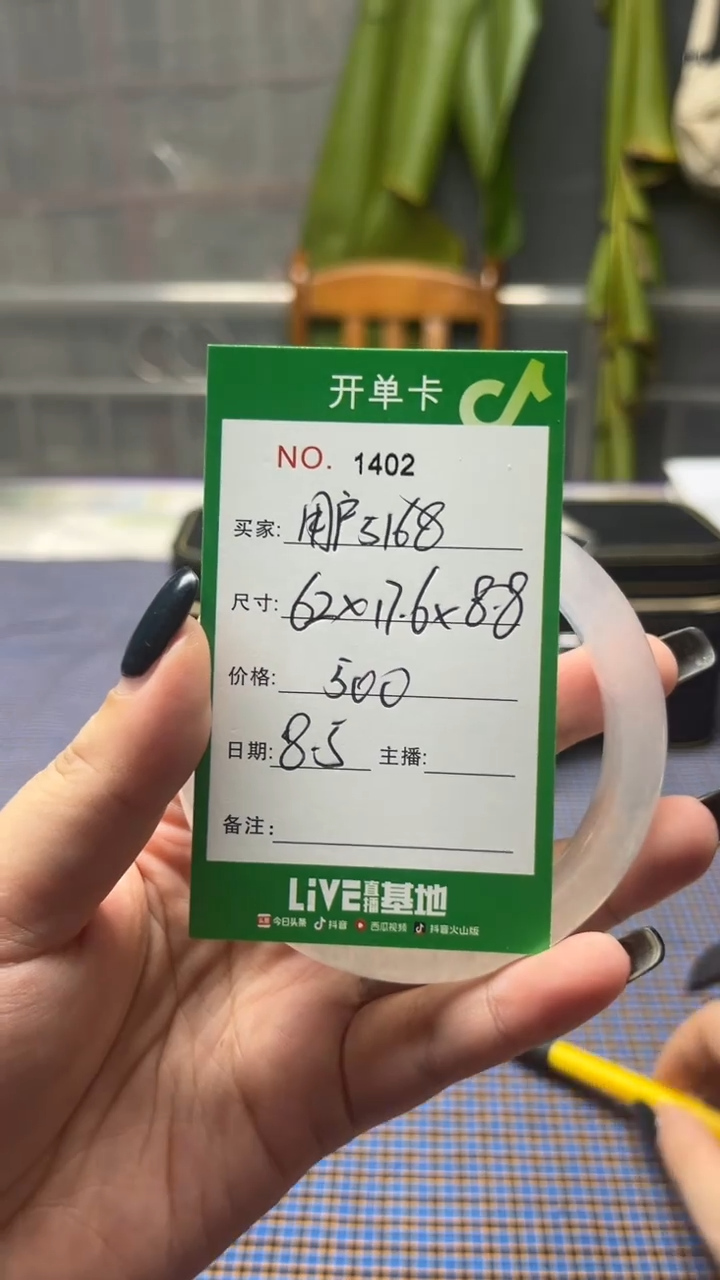 开单卡
NO. 1402
买家: 用户5168
尺寸: 62×17.6×8.8
价格: 500
日期: 8.5 主播:
备注:
LiVE直播基地
头条 今日头条 抖音 西瓜视频 抖音火山版